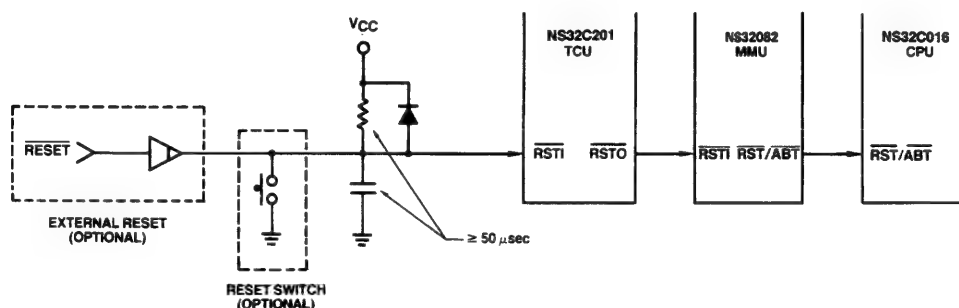 VCC
NS32C201
TCU
NS32082
MMU
NS32C016
CPU
RESET
RSTI
RSTO
RSTI
RST/ABT
RST/ABT
EXTERNAL RESET
(OPTIONAL)
≥ 50 μsec
RESET SWITCH
(OPTIONAL)